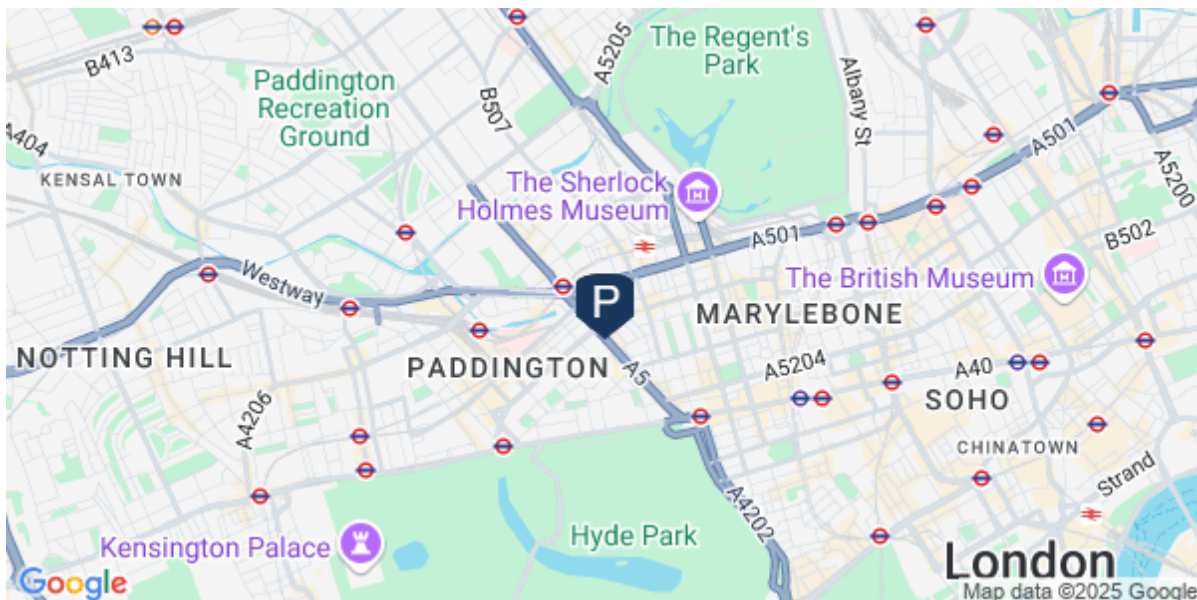 The Regent's
Park
B413
A5205
Albany St
Paddington
Recreation
Ground
B507
A404
A501
A5200
KENSAL TOWN
The Sherlock
Holmes Museum
A501
B502
Westway
The British Museum
P
MARYLEBONE
NOTTING HILL
PADDINGTON
A5
A5204
A40
SOHO
A4206
CHINATOWN
Strand
A4202
Kensington Palace
Hyde Park
London
Google
Map data ©2025 Google